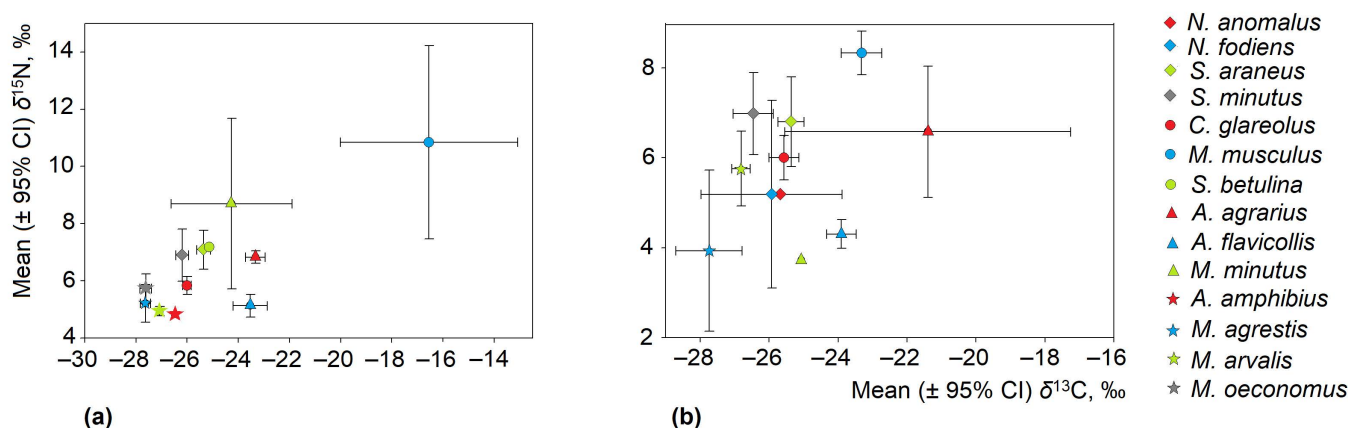 Mean (± 95% CI) δ¹⁵N, ‰
14
12
10
8
6
4
−30 −28 −26 −24 −22 −20 −18 −16 −14
(a)
8
6
4
2
−28 −26 −24 −22 −20 −18 −16
Mean (± 95% CI) δ¹³C, ‰
(b)
N. anomalus
N. fodiens
S. araneus
S. minutus
C. glareolus
M. musculus
S. betulina
A. agrarius
A. flavicollis
M. minutus
A. amphibius
M. agrestis
M. arvalis
M. oeconomus